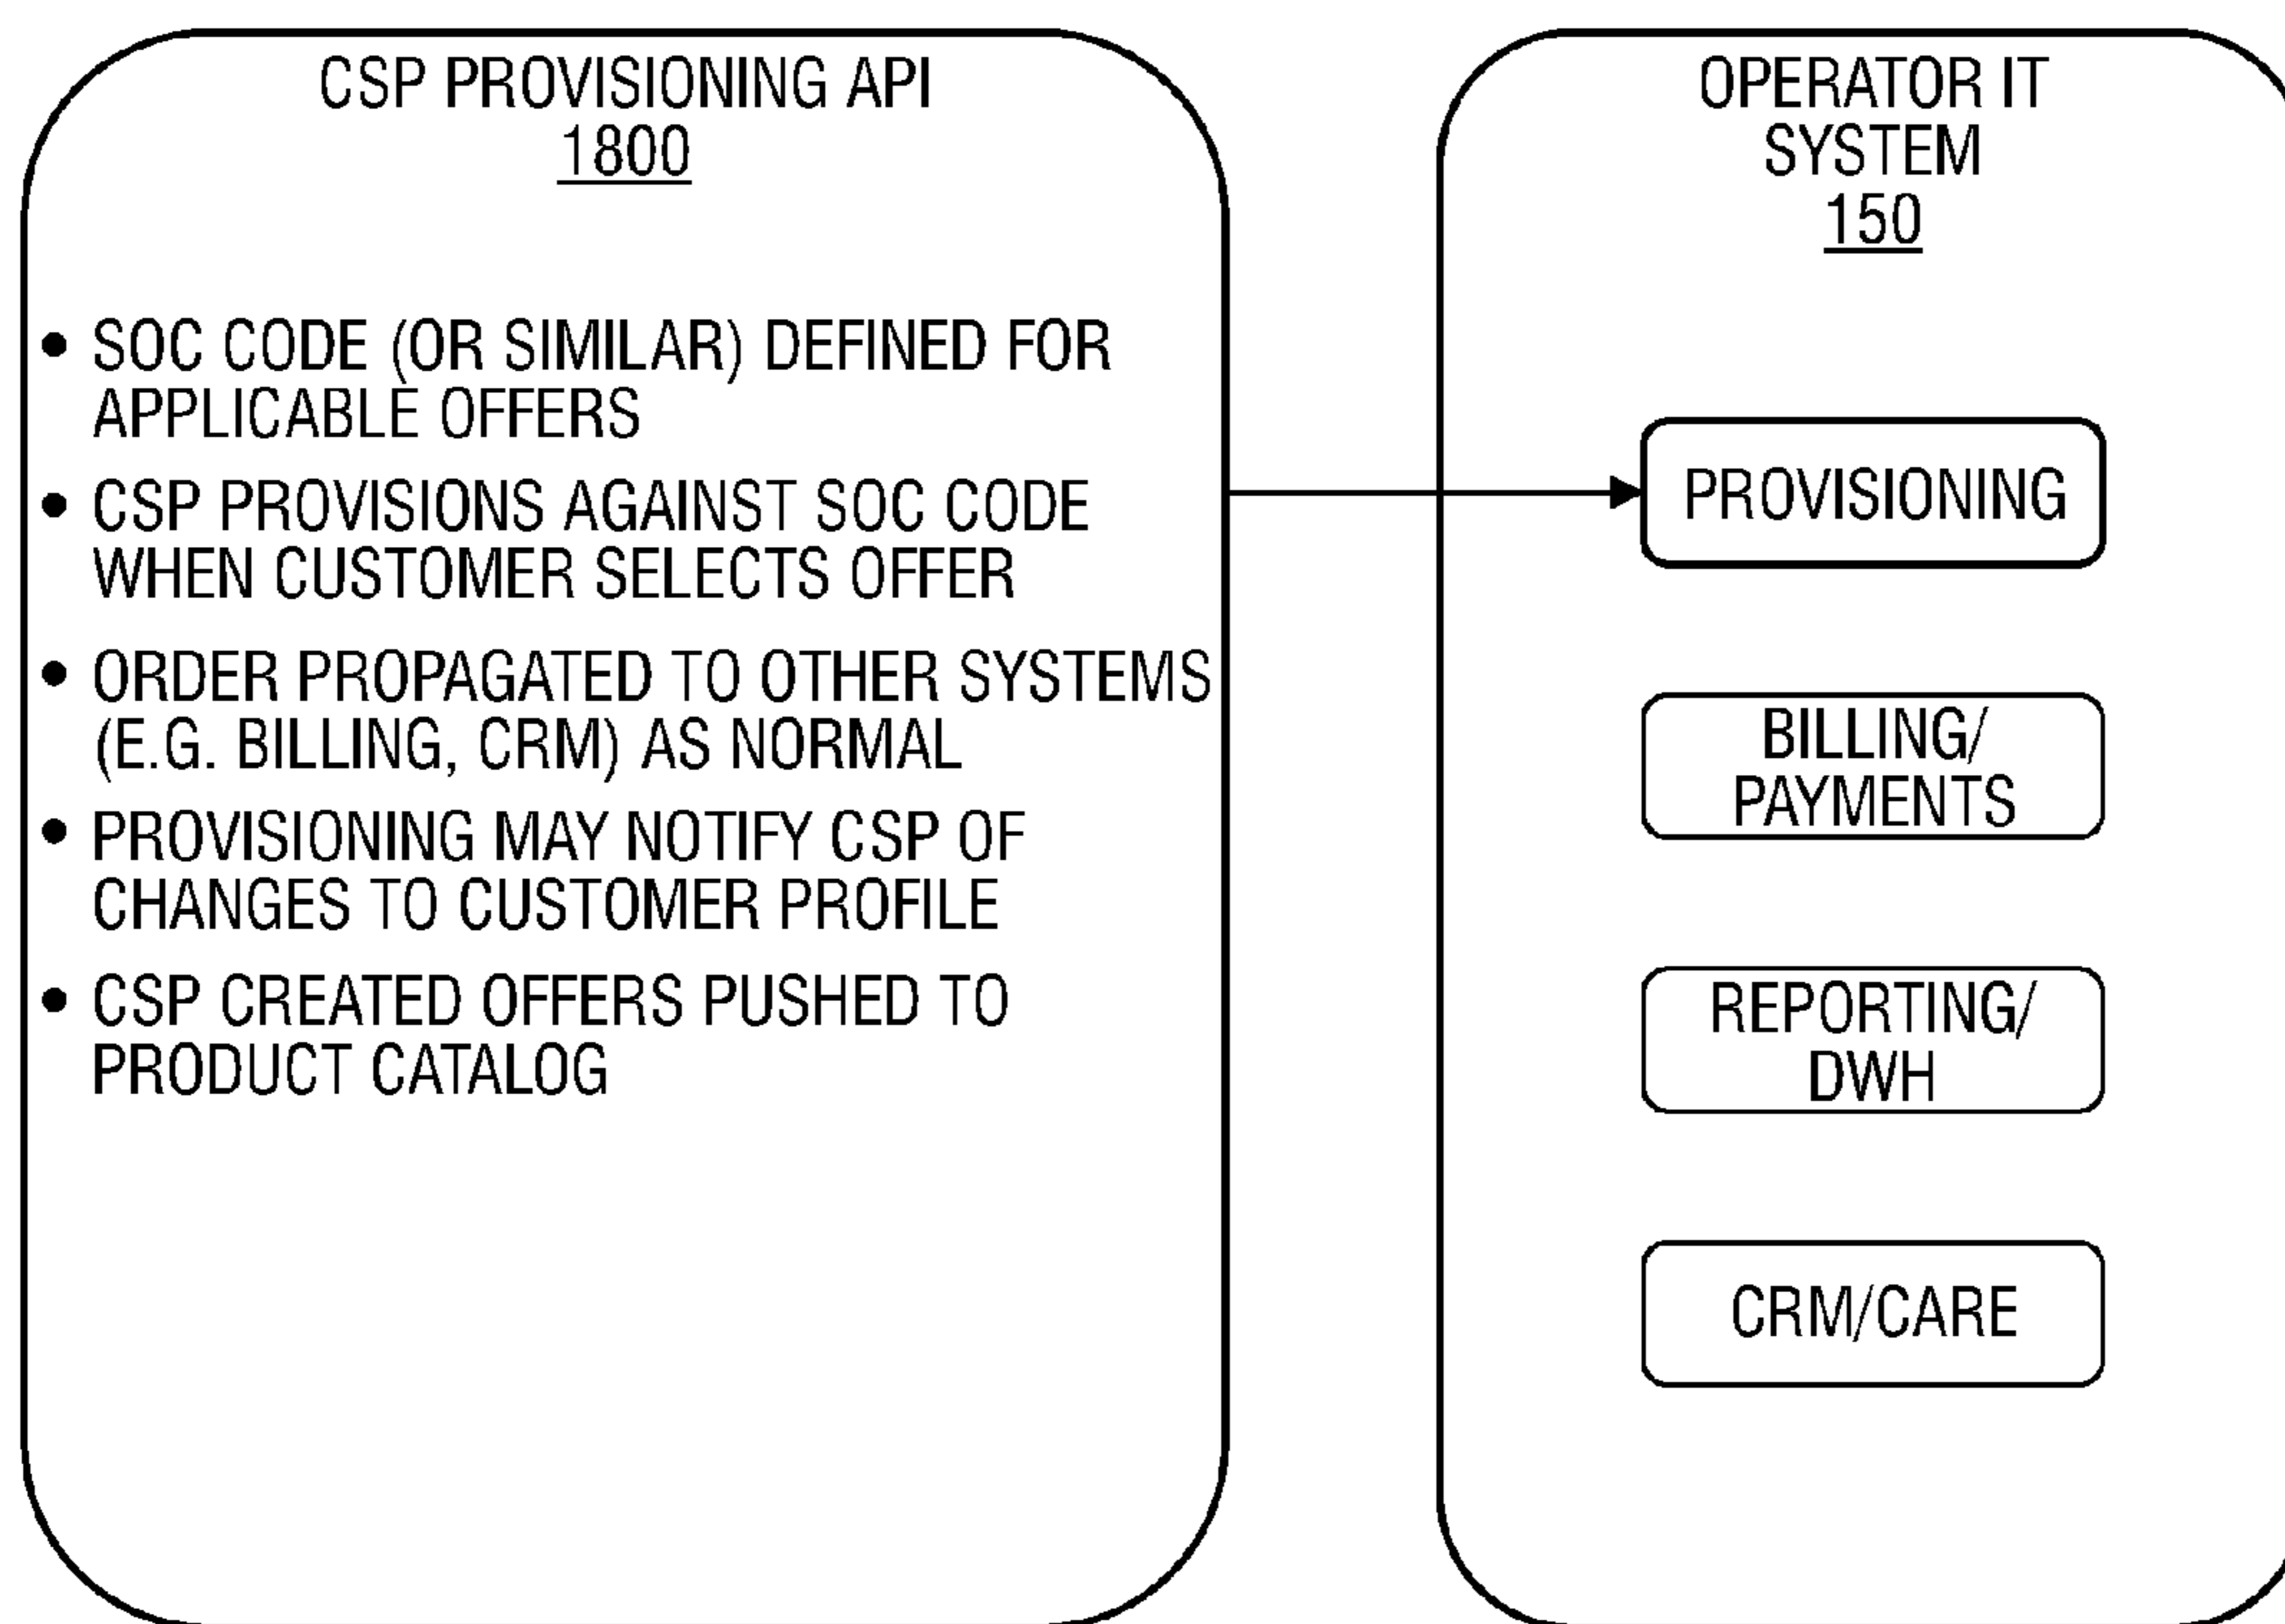 CSP PROVISIONING API
1800
• SOC CODE (OR SIMILAR) DEFINED FOR
APPLICABLE OFFERS
• CSP PROVISIONS AGAINST SOC CODE
WHEN CUSTOMER SELECTS OFFER
• ORDER PROPAGATED TO OTHER SYSTEMS
(E.G. BILLING, CRM) AS NORMAL
• PROVISIONING MAY NOTIFY CSP OF
CHANGES TO CUSTOMER PROFILE
• CSP CREATED OFFERS PUSHED TO
PRODUCT CATALOG
OPERATOR IT
SYSTEM
150
PROVISIONING
BILLING/
PAYMENTS
REPORTING/
DWH
CRM/CARE